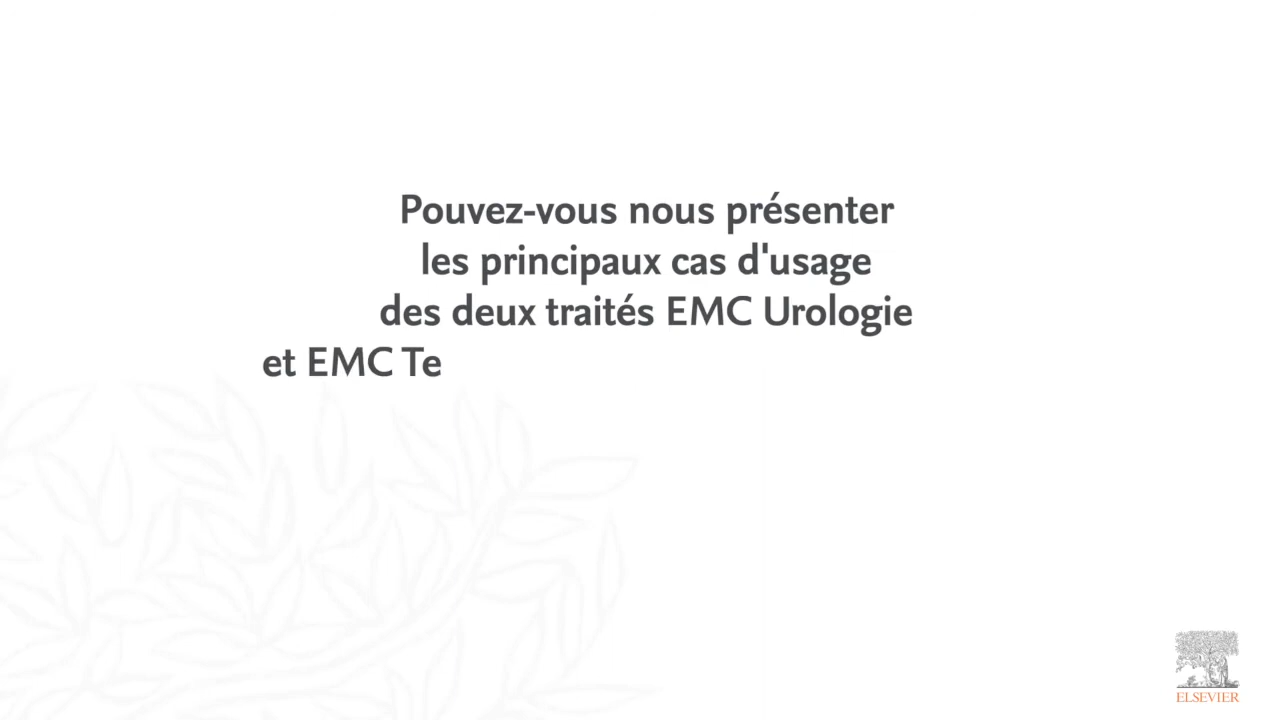 Pouvez-vous nous présenter
les principaux cas d'usage
des deux traités EMC Urologie
et EMC Te
ELSEVIER